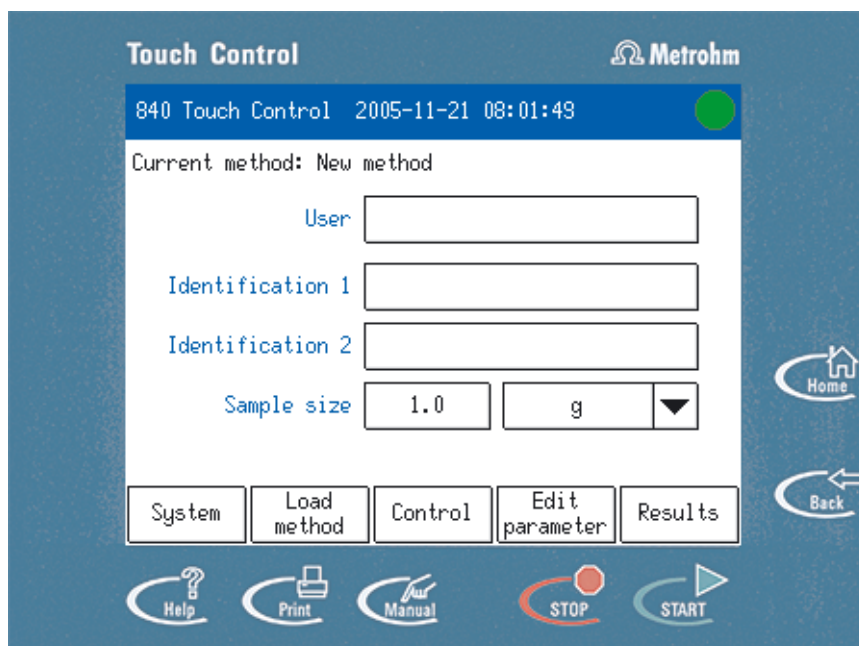 Touch Control
Metrohm
840 Touch Control 2005-11-21 08:01:49
Current method: New method
User
Identification 1
Identification 2
Sample size 1.0 g
System Load method Control Edit parameter Results
Home
Back
Help Print Manual STOP START